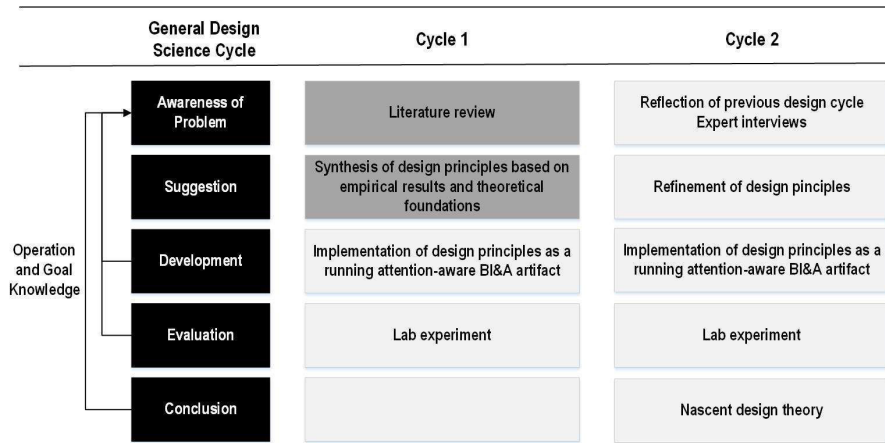 General Design
Science Cycle
Cycle 1
Cycle 2
Awareness of
Problem
Literature review
Reflection of previous design cycle
Expert interviews
Suggestion
Synthesis of design principles based on
empirical results and theoretical
foundations
Refinement of design pinciples
Operation
and Goal
Knowledge
Development
Implementation of design principles as a
running attention-aware BI&A artifact
Implementation of design principles as a
running attention-aware BI&A artifact
Evaluation
Lab experiment
Lab experiment
Conclusion
Nascent design theory